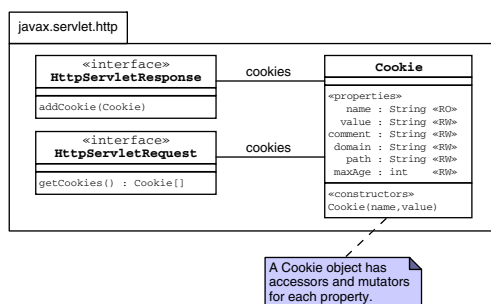 javax.servlet.http
«interface»
HttpServletResponse
addCookie(Cookie)
cookies
«interface»
HttpServletRequest
getCookies() : Cookie[]
cookies
Cookie
«properties»
name : String «RO»
value : String «RW»
comment : String «RW»
domain : String «RW»
path : String «RW»
maxAge : int «RW»
«constructors»
Cookie(name,value)
A Cookie object has
accessors and mutators
for each property.